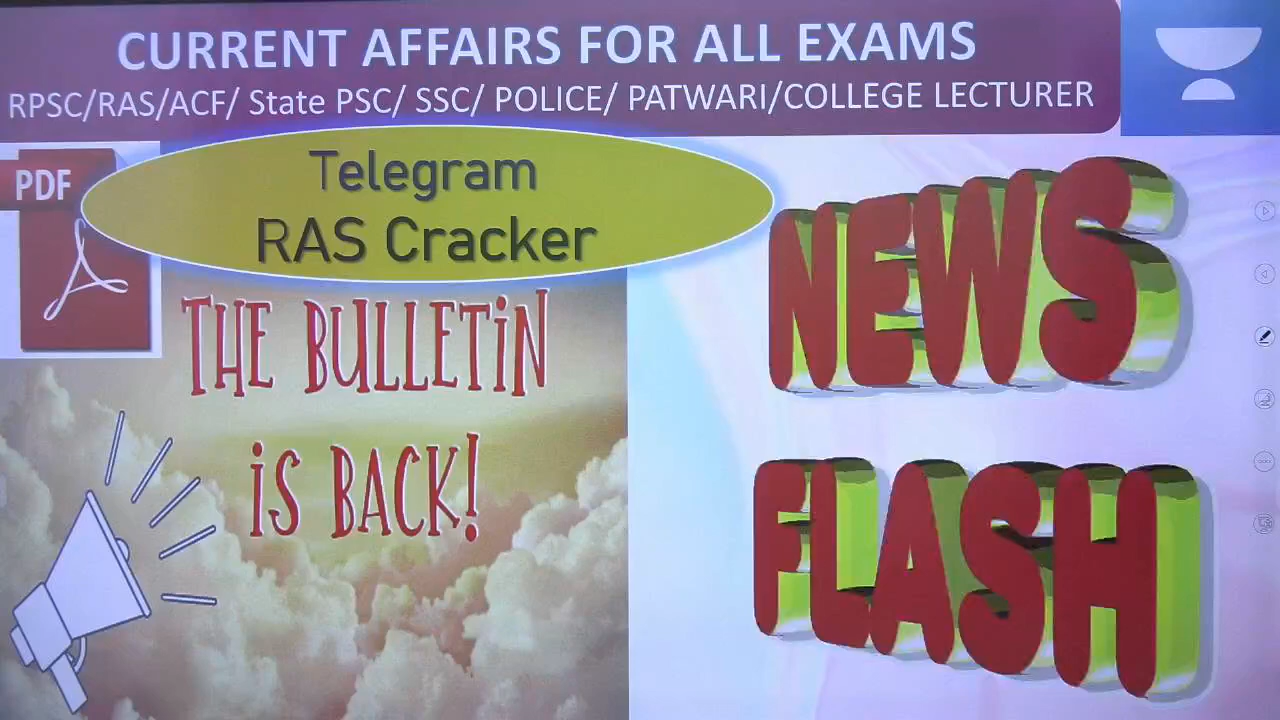 CURRENT AFFAIRS FOR ALL EXAMS
RPSC/RAS/ACF/ State PSC/ SSC/ POLICE/ PATWARI/COLLEGE LECTURER
PDF
Telegram
RAS Cracker
THE BULLETiN
iS BACK!
NEWS
FLASH